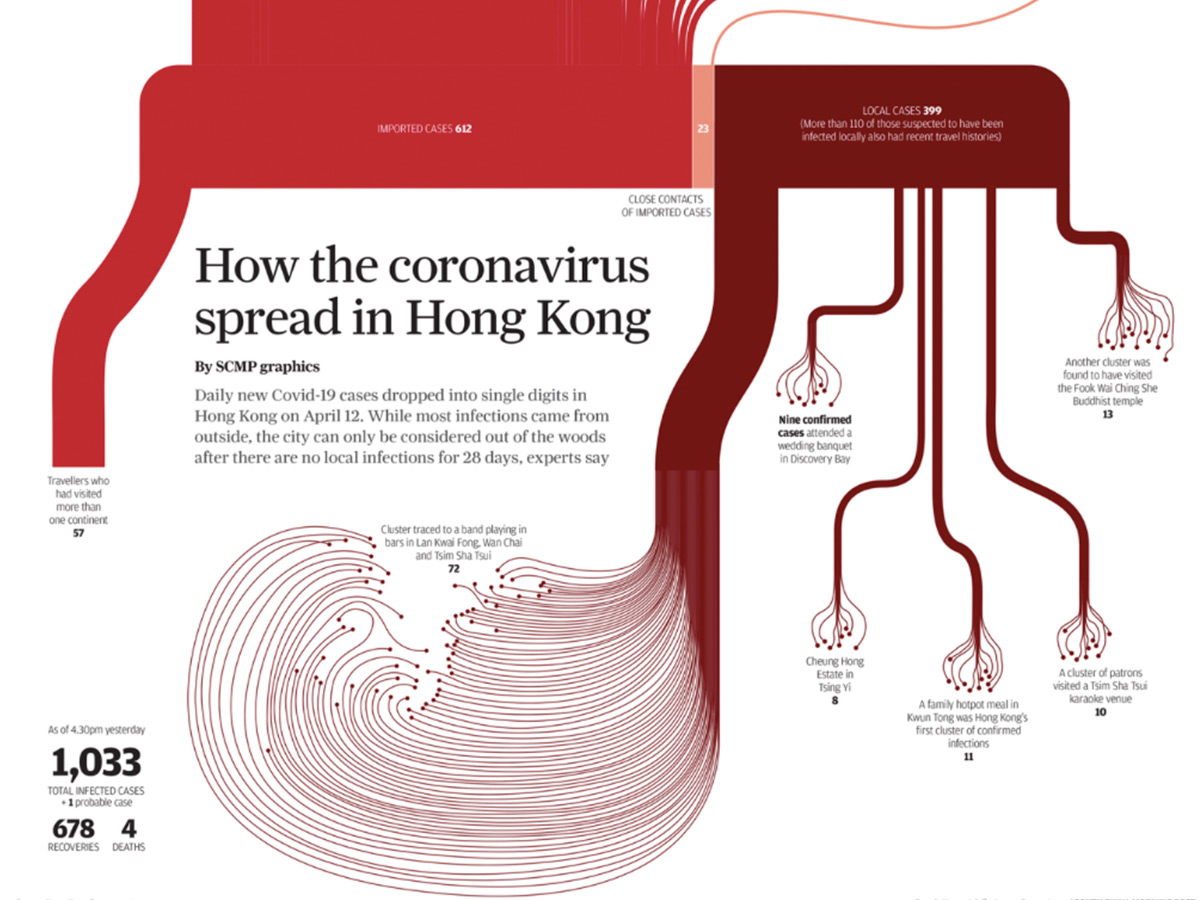 IMPORTED CASES 612
23
LOCAL CASES 399
(More than 110 of those suspected to have been
infected locally also had recent travel histories)
CLOSE CONTACTS
OF IMPORTED CASES
How the coronavirus
spread in Hong Kong
By SCMP graphics
Daily new Covid-19 cases dropped into single digits in
Hong Kong on April 12. While most infections came from
outside, the city can only be considered out of the woods
after there are no local infections for 28 days, experts say
Travellers who
had visited
more than
one continent
57
Cluster traced to a band playing in
bars in Lan Kwai Fong, Wan Chai
and Tsim Sha Tsui
72
Nine confirmed
cases attended a
wedding banquet
in Discovery Bay
Another cluster was
found to have visited
the Fook Wai Ching She
Buddhist temple
13
Cheung Hong
Estate in
Tsing Yi
8
A family hotpot meal in
Kwun Tong was Hong Kong's
first cluster of confirmed
infections
11
A cluster of patrons
visited a Tsim Sha Tsui
karaoke venue
10
As of 4.30pm yesterday
1,033
TOTAL INFECTED CASES
+ 1 probable case
678 4
RECOVERIES DEATHS